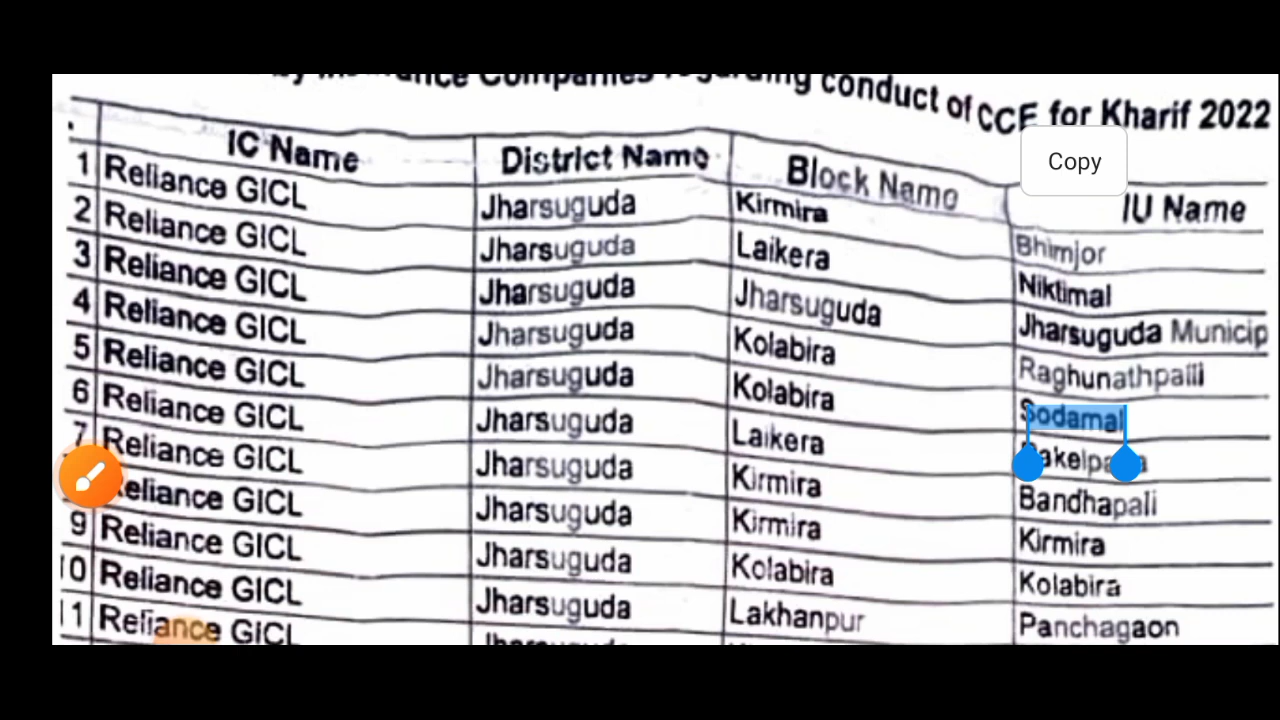 by Insurance Companies regarding conduct of CCE for Kharif 2022
Copy
IC Name District Name Block Name IU Name
1 Reliance GICL Jharsuguda Kirmira Bhimjor
2 Reliance GICL Jharsuguda Laikera Niktimal
3 Reliance GICL Jharsuguda Jharsuguda Jharsuguda Municip
4 Reliance GICL Jharsuguda Kolabira Raghunathpalli
5 Reliance GICL Jharsuguda Kolabira Sodamal
6 Reliance GICL Jharsuguda Laikera
7 Reliance GICL Jharsuguda Kirmira Bandhapali
Reliance GICL Jharsuguda Kirmira Kirmira
9 Reliance GICL Jharsuguda Kolabira Kolabira
10 Reliance GICL Jharsuguda Lakhanpur Panchagaon
11 Reliance GICL